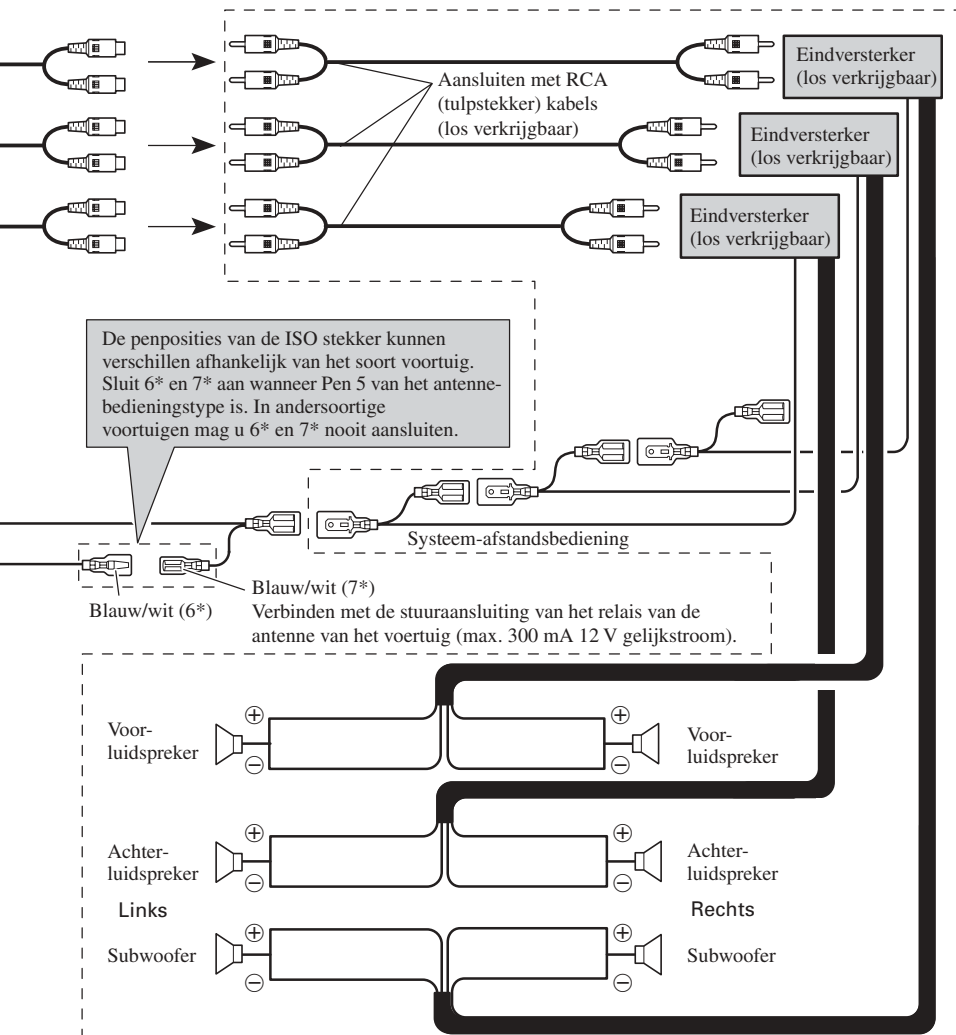 Eindversterker
(los verkrijgbaar)
Aansluiten met RCA
(tulpstekker) kabels
(los verkrijgbaar)
Eindversterker
(los verkrijgbaar)
Eindversterker
(los verkrijgbaar)
De penposities van de ISO stekker kunnen
verschillen afhankelijk van het soort voortuig.
Sluit 6* en 7* aan wanneer Pen 5 van het antenne-
bedieningstype is. In andersoortige
voortuigen mag u 6* en 7* nooit aansluiten.
Systeem-afstandsbediening
Blauw/wit (6*)
Blauw/wit (7*)
Verbinden met de stuuraansluiting van het relais van de
antenne van het voertuig (max. 300 mA 12 V gelijkstroom).
Voor-
luidspreker
⊕
⊖
⊕
⊖
Voor-
luidspreker
Achter-
luidspreker
⊕
⊖
⊕
⊖
Achter-
luidspreker
Links
Rechts
Subwoofer
⊕
⊖
⊕
⊖
Subwoofer